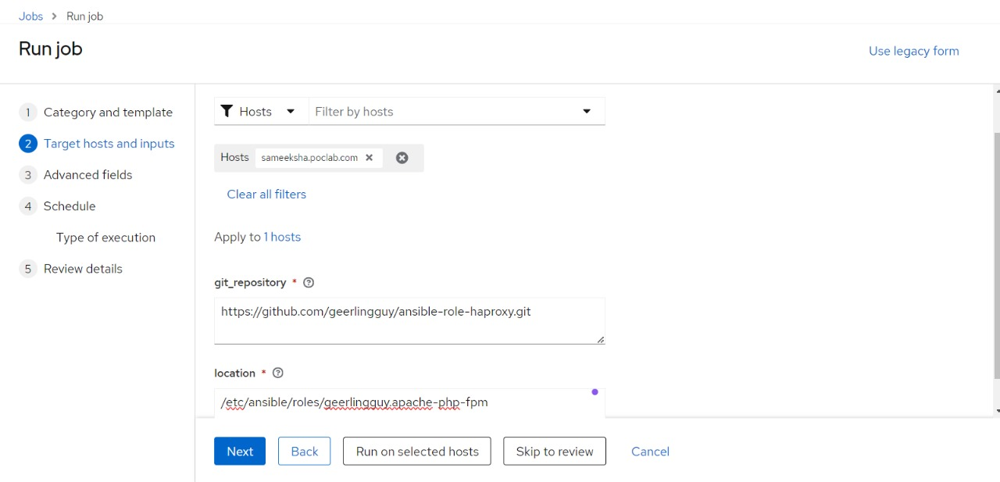 Jobs > Run job
Run job
Use legacy form
1 Category and template
2 Target hosts and inputs
3 Advanced fields
4 Schedule
Type of execution
5 Review details
Hosts Filter by hosts
Hosts sameeksha.poclab.com
Clear all filters
Apply to 1 hosts
git_repository *
https://github.com/geerlingguy/ansible-role-haproxy.git
location *
/etc/ansible/roles/geerlingguy.apache-php-fpm
Next Back Run on selected hosts Skip to review Cancel